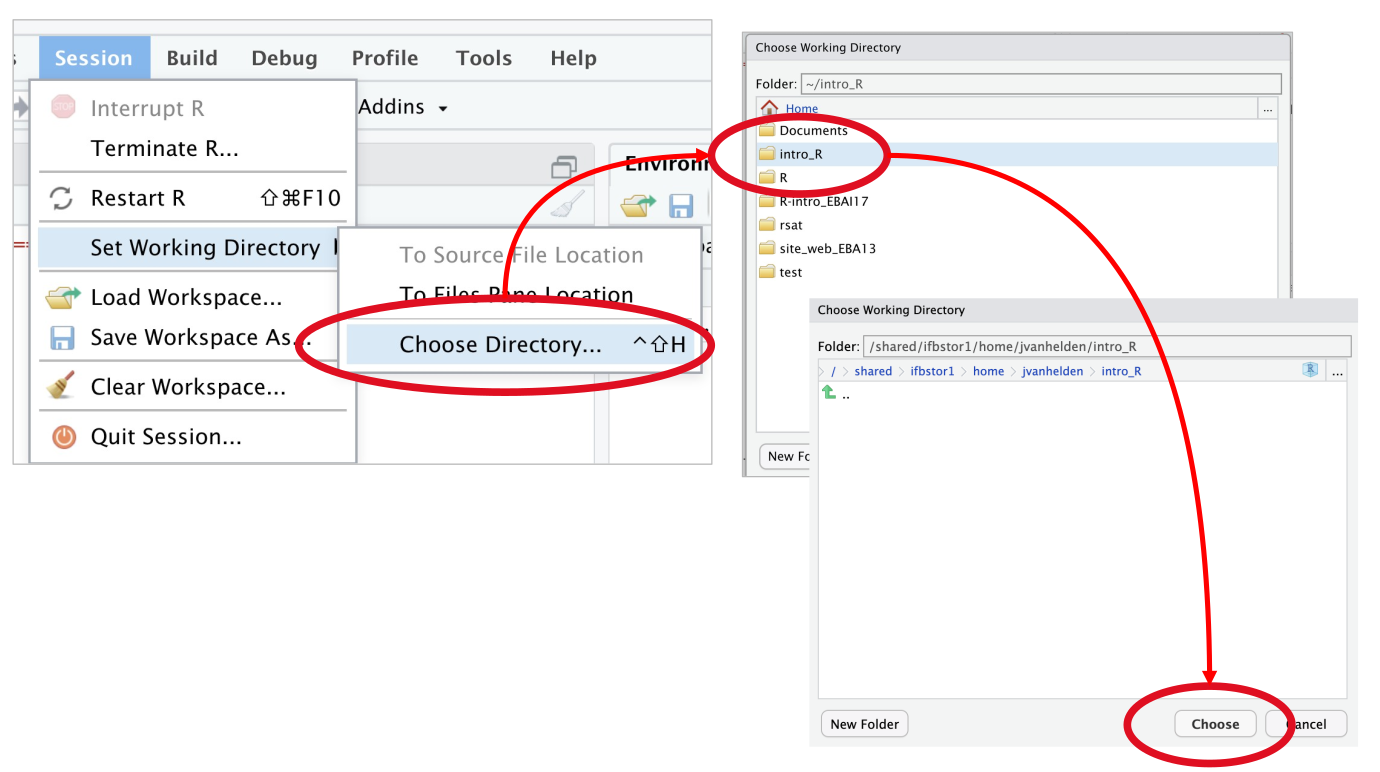 Session Build Debug Profile Tools Help
STOP Interrupt R
Addins
Terminate R...
Restart R ⇧⌘F10
Set Working Directory
Load Workspace...
Save Workspace As...
Clear Workspace...
Quit Session...
To Source File Location
To Files Pane Location
Choose Directory... ^⇧H
Choose Working Directory
Folder: ~/intro_R
Home ...
Documents
intro_R
R
R-intro_EBAI17
rsat
site_web_EBA13
test
Choose Working Directory
Folder: /shared/ifbstor1/home/jvanhelden/intro_R
/ > shared > ifbstor1 > home > jvanhelden > intro_R R ...
..
New Folder Choose Cancel